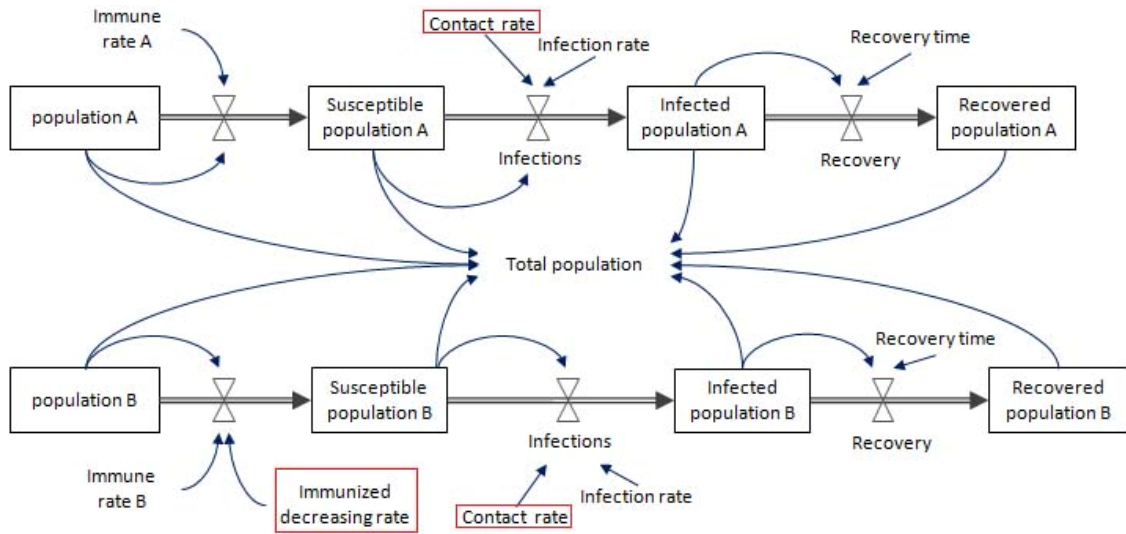 Immune
rate A
Contact rate
Infection rate
Recovery time
population A
Susceptible
population A
Infected
population A
Recovered
population A
Infections
Recovery
Total population
Recovery time
population B
Susceptible
population B
Infected
population B
Recovered
population B
Infections
Recovery
Immune
rate B
Immunized
decreasing rate
Contact rate
Infection rate